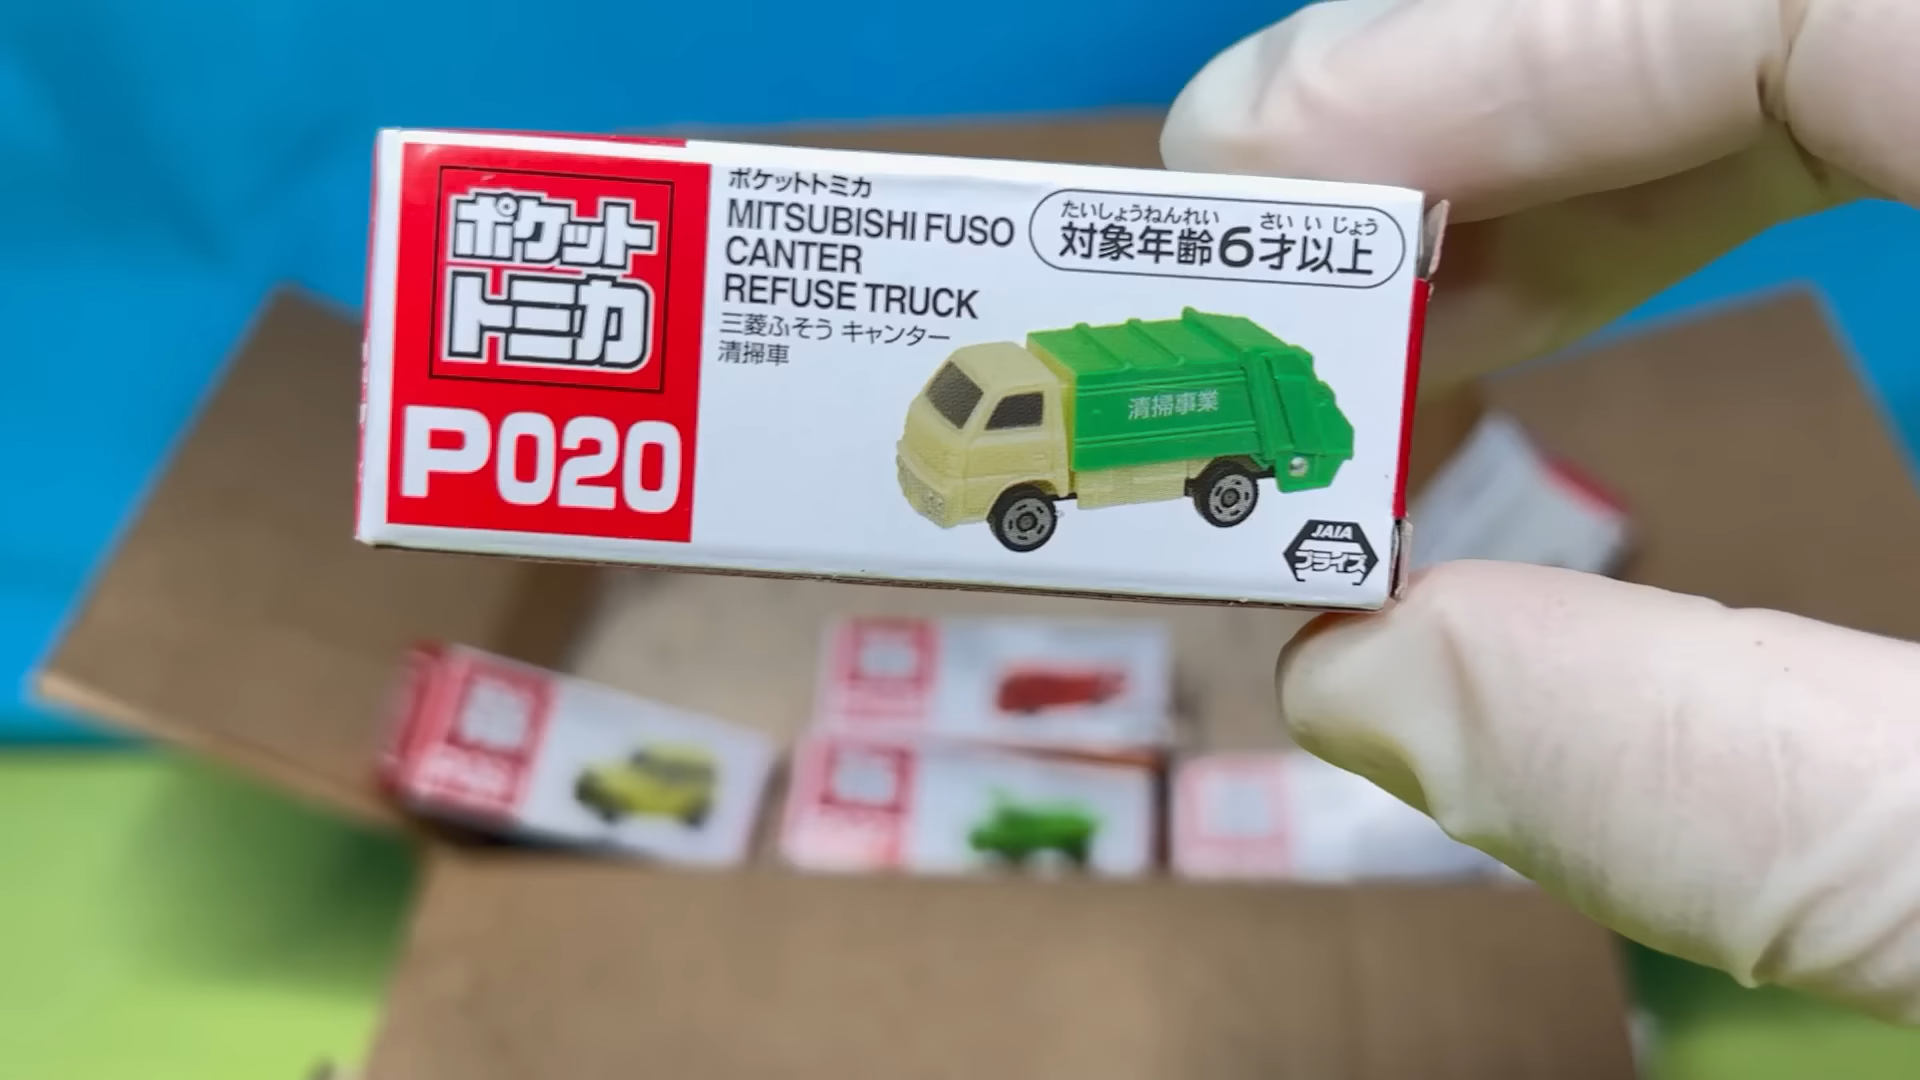 ポケット
トミカ
P020
ポケットトミカ
MITSUBISHI FUSO
CANTER
REFUSE TRUCK
三菱ふそう キャンター
清掃車
たいしょうねんれい さい い じょう
対象年齢6才以上
清掃事業
JAIA
プライズ